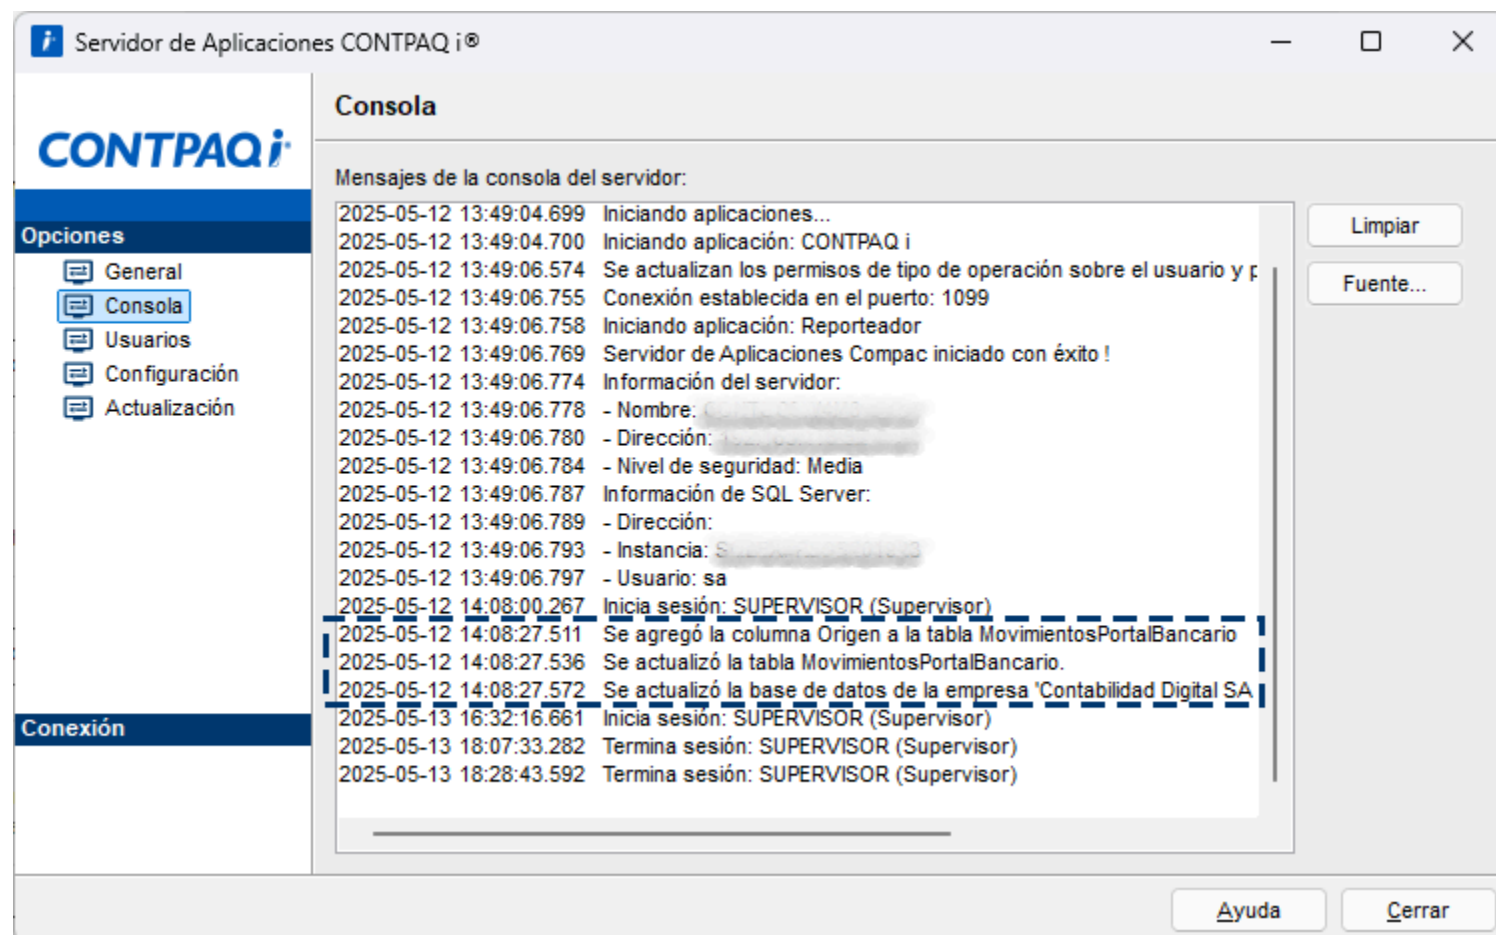 Servidor de Aplicaciones CONTPAQ i®
CONTPAQi
Opciones
General
Consola
Usuarios
Configuración
Actualización
Conexión
Consola
Mensajes de la consola del servidor:
2025-05-12 13:49:04.699 Iniciando aplicaciones...
2025-05-12 13:49:04.700 Iniciando aplicación: CONTPAQ i
2025-05-12 13:49:06.574 Se actualizan los permisos de tipo de operación sobre el usuario y
2025-05-12 13:49:06.755 Conexión establecida en el puerto: 1099
2025-05-12 13:49:06.758 Iniciando aplicación: Reporteador
2025-05-12 13:49:06.769 Servidor de Aplicaciones Compac iniciado con éxito !
2025-05-12 13:49:06.774 Información del servidor:
2025-05-12 13:49:06.778 - Nombre:
2025-05-12 13:49:06.780 - Dirección:
2025-05-12 13:49:06.784 - Nivel de seguridad: Media
2025-05-12 13:49:06.787 Información de SQL Server:
2025-05-12 13:49:06.789 - Dirección:
2025-05-12 13:49:06.793 - Instancia:
2025-05-12 13:49:06.797 - Usuario: sa
2025-05-12 14:08:00.267 Inicia sesión: SUPERVISOR (Supervisor)
2025-05-12 14:08:27.511 Se agregó la columna Origen a la tabla MovimientosPortalBancario
2025-05-12 14:08:27.536 Se actualizó la tabla MovimientosPortalBancario.
2025-05-12 14:08:27.572 Se actualizó la base de datos de la empresa 'Contabilidad Digital SA
2025-05-13 16:32:16.661 Inicia sesión: SUPERVISOR (Supervisor)
2025-05-13 18:07:33.282 Termina sesión: SUPERVISOR (Supervisor)
2025-05-13 18:28:43.592 Termina sesión: SUPERVISOR (Supervisor)
Limpiar
Fuente...
Ayuda
Cerrar